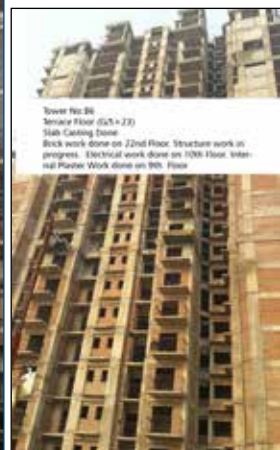 Tower No B6
Terrace Floor (G/S+23)
Slab Casting Done
Brick work done on 22nd Floor. Structure work in
progress. Electrical work done on 10th Floor. Inter-
nal Plaster Work done on 9th Floor